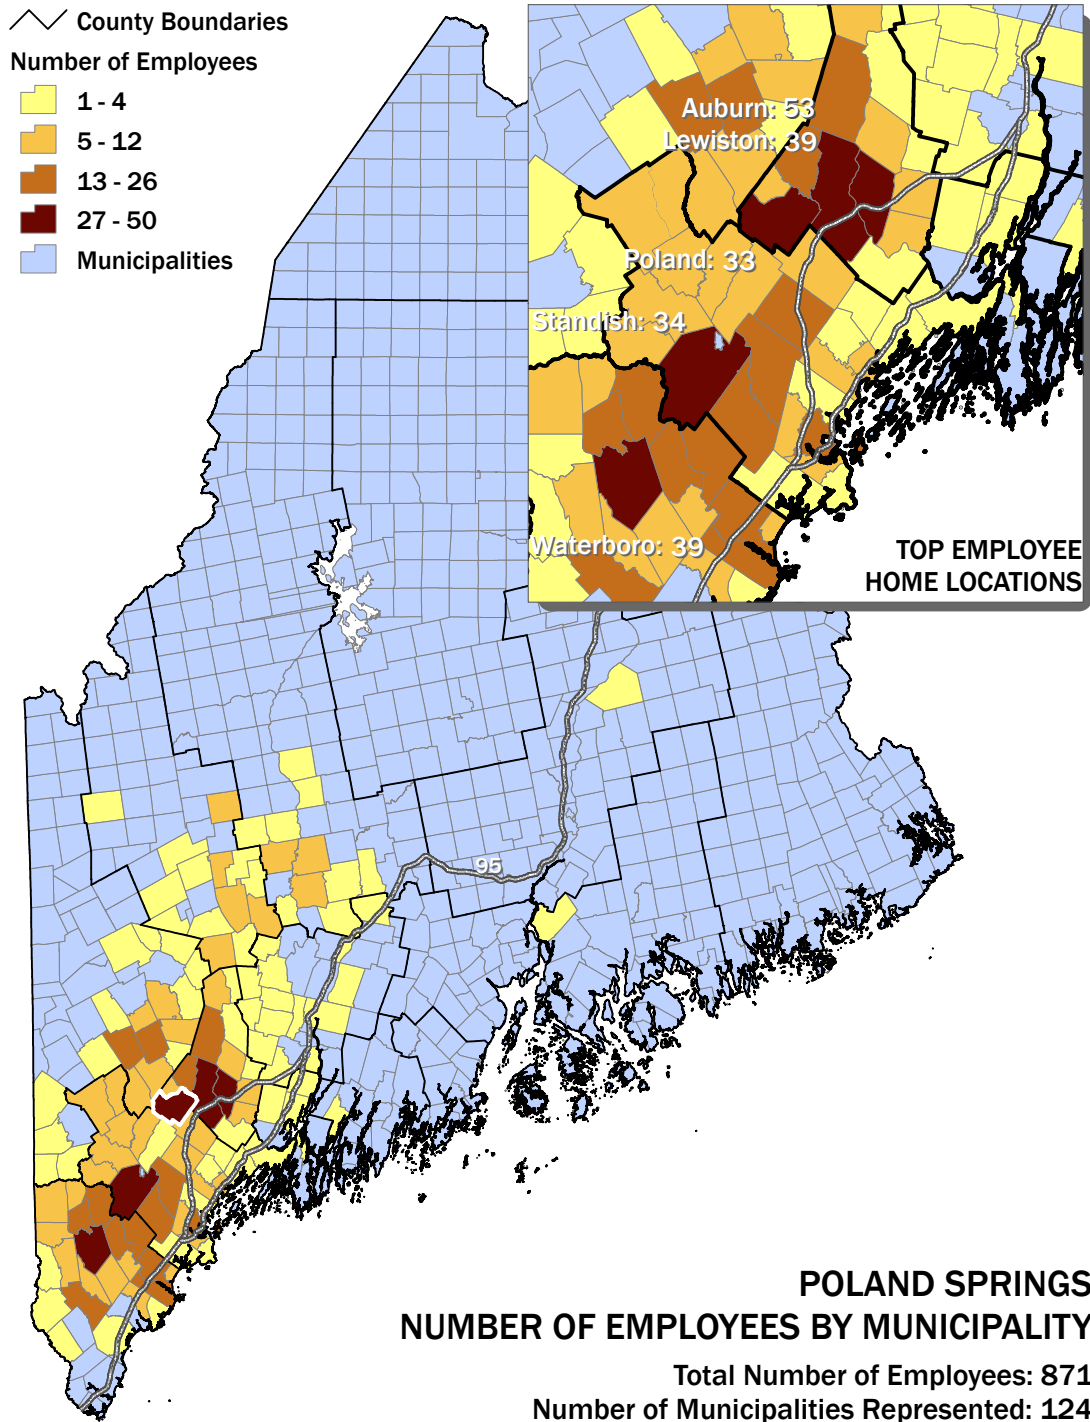 County Boundaries
Number of Employees
1 - 4
5 - 12
13 - 26
27 - 50
Municipalities
Auburn: 53
Lewiston: 39
Poland: 33
Standish: 34
Waterboro: 39
TOP EMPLOYEE
HOME LOCATIONS
95
POLAND SPRINGS
NUMBER OF EMPLOYEES BY MUNICIPALITY
Total Number of Employees: 871
Number of Municipalities Represented: 124